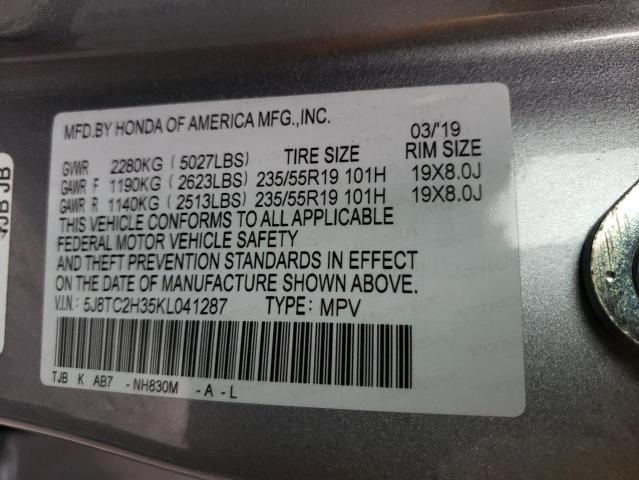 MFD.BY HONDA OF AMERICA MFG.,INC.
03/'19
GVWR 2280KG (5027LBS) TIRE SIZE RIM SIZE
GAWR F 1190KG (2623LBS) 235/55R19 101H 19X8.0J
GAWR R 1140KG (2513LBS) 235/55R19 101H 19X8.0J
THIS VEHICLE CONFORMS TO ALL APPLICABLE
FEDERAL MOTOR VEHICLE SAFETY
AND THEFT PREVENTION STANDARDS IN EFFECT
ON THE DATE OF MANUFACTURE SHOWN ABOVE.
V.I.N.: 5J8TC2H35KL041287 TYPE: MPV
TJB K AB7 -NH830M -A-L
JB